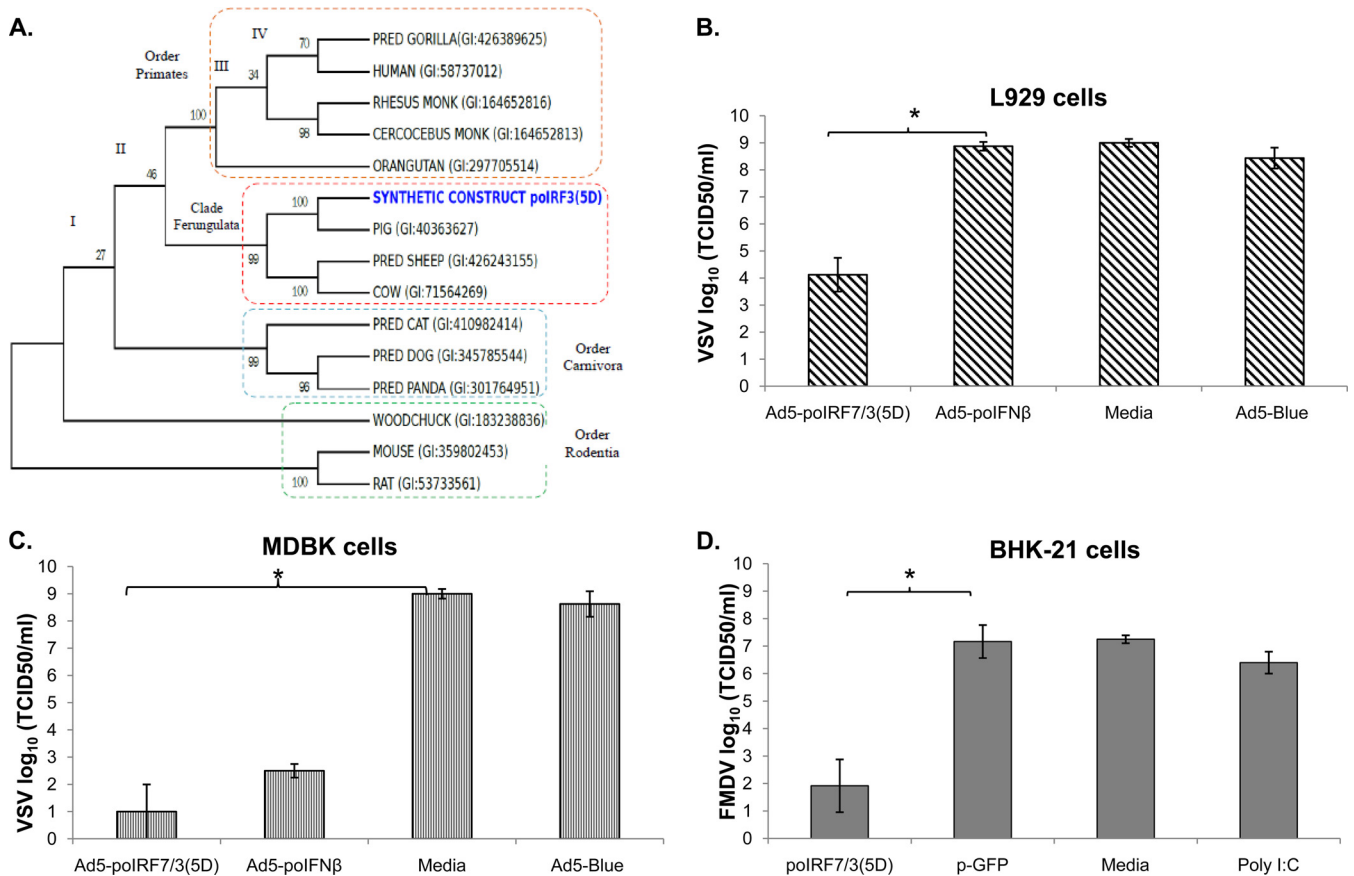 A.
IV
Order
Primates
III
II
I
Clade
Ferungulata
70
34
98
100
46
27
100
99
100
99
96
100
PRED GORILLA(GI:426389625)
HUMAN (GI:58737012)
RHESUS MONK (GI:164652816)
CERCOCEBUS MONK (GI:164652813)
ORANGUTAN (GI:297705514)
SYNTHETIC CONSTRUCT poIRF3(5D)
PIG (GI:40363627)
PRED SHEEP (GI:426243155)
COW (GI:71564269)
PRED CAT (GI:410982414)
PRED DOG (GI:345785544)
PRED PANDA (GI:301764951)
WOODCHUCK (GI:183238836)
MOUSE (GI:359802453)
RAT (GI:53733561)
Order
Carnivora
Order
Rodentia
B.
L929 cells
VSV log10 (TCID50/ml)
10
9
8
7
6
5
4
3
2
1
0
*
Ad5-poIRF7/3(5D)
Ad5-poIFNβ
Media
Ad5-Blue
C.
MDBK cells
VSV log10 (TCID50/ml)
10
9
8
7
6
5
4
3
2
1
0
*
Ad5-poIRF7/3(5D)
Ad5-poIFNβ
Media
Ad5-Blue
D.
BHK-21 cells
FMDV log10 (TCID50/ml)
10
9
8
7
6
5
4
3
2
1
0
*
poIRF7/3(5D)
p-GFP
Media
Poly I:C